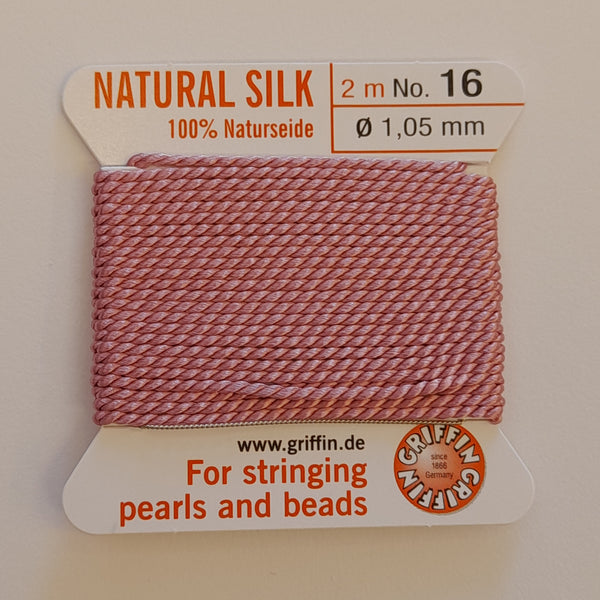 NATURAL SILK
100% Naturseide
2 m No. 16
Ø 1,05 mm
www.griffin.de
For stringing
pearls and beads
GRIFFIN GRIFFIN
since
1866
Germany